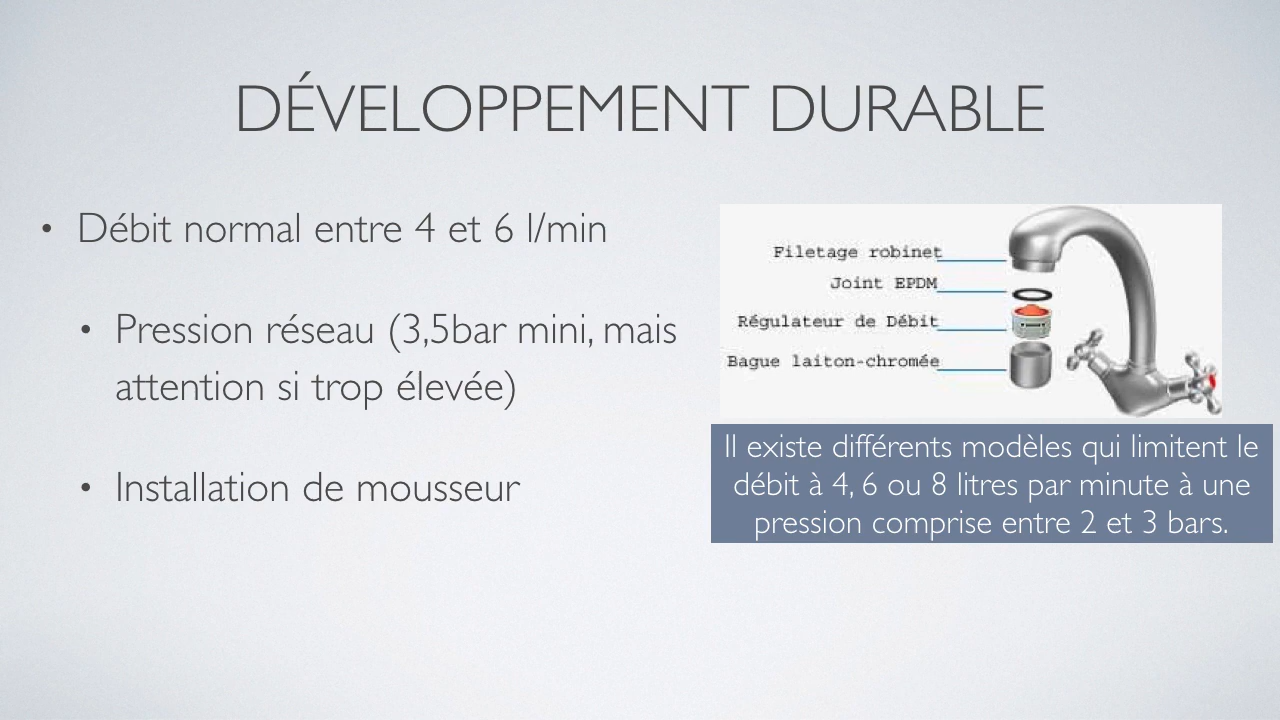 DÉVELOPPEMENT DURABLE
• Débit normal entre 4 et 6 l/min
• Pression réseau (3,5bar mini, mais
attention si trop élevée)
• Installation de mousseur
Filetage robinet
Joint EPDM
Régulateur de Débit
Bague laiton-chromée
Il existe différents modèles qui limitent le
débit à 4, 6 ou 8 litres par minute à une
pression comprise entre 2 et 3 bars.